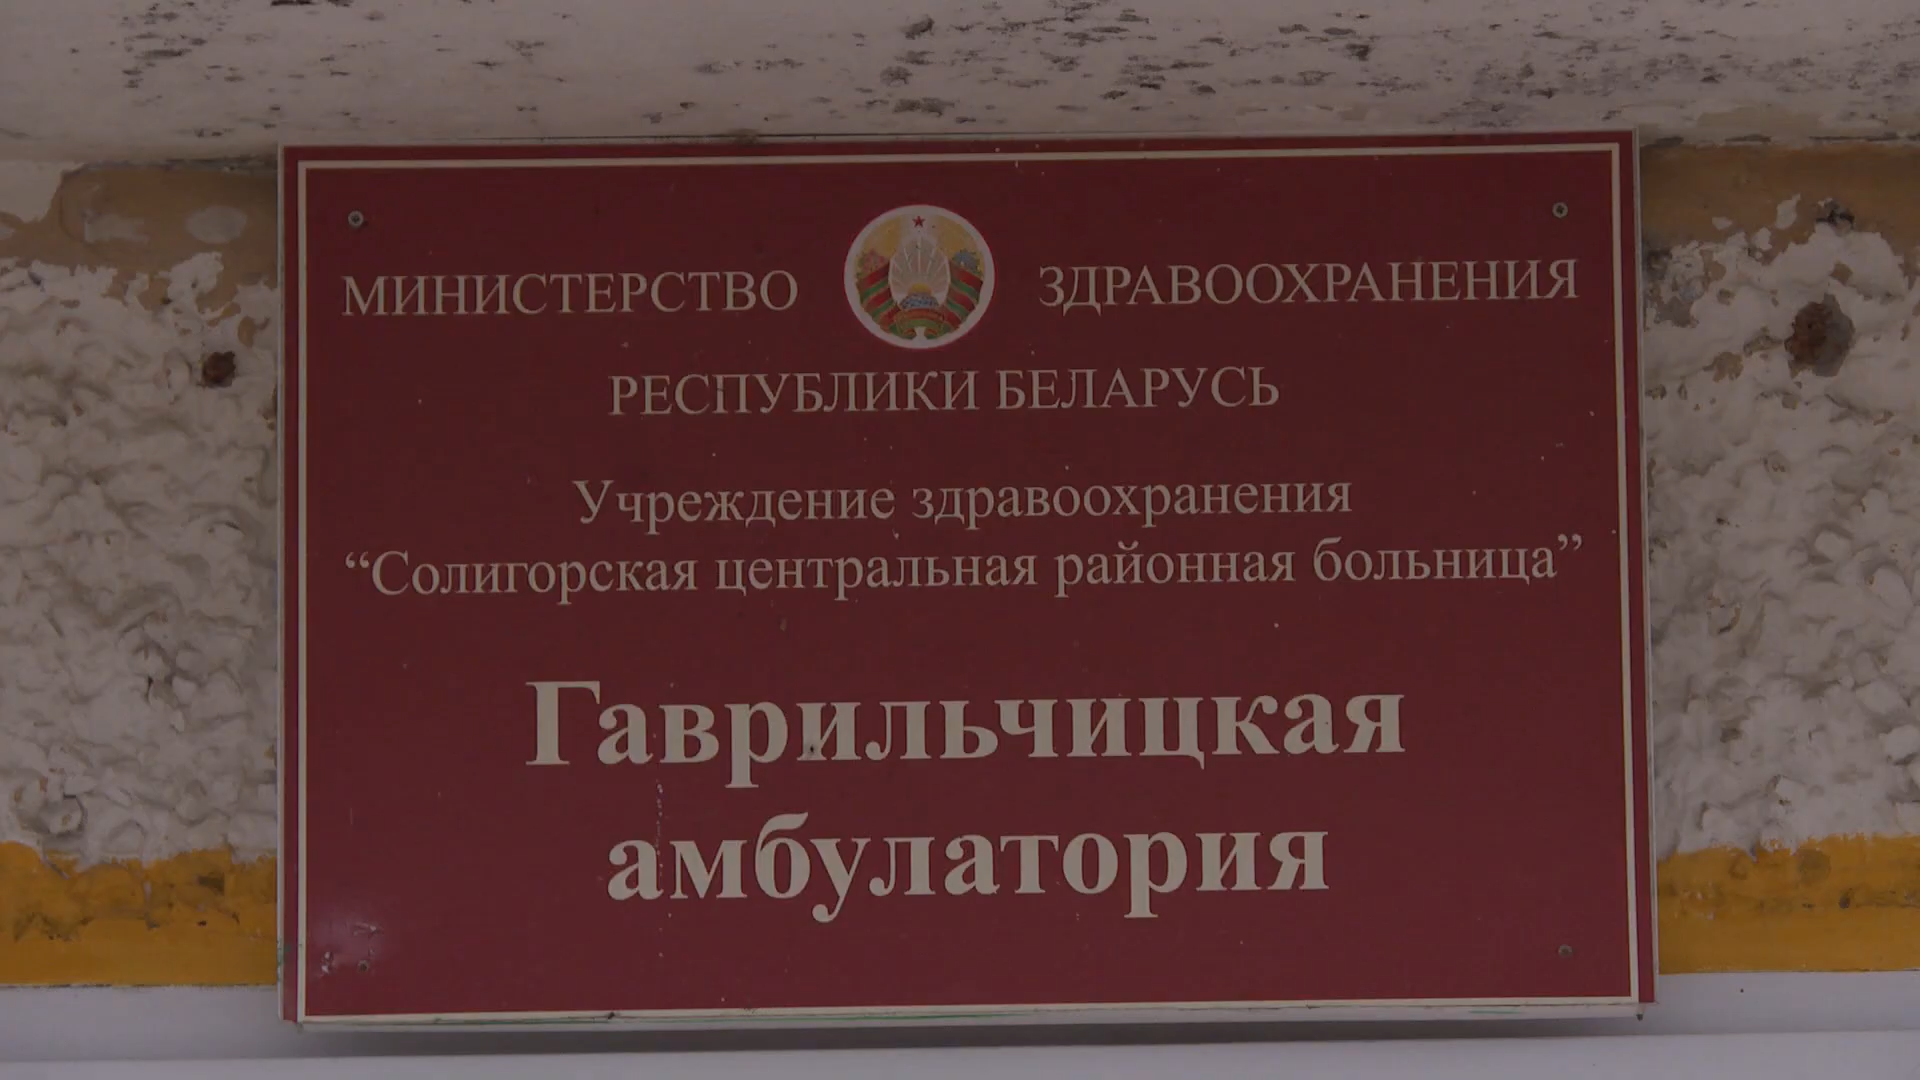 МИНИСТЕРСТВО ЗДРАВООХРАНЕНИЯ
РЕСПУБЛИКИ БЕЛАРУСЬ
Учреждение здравоохранения
“Солигорская центральная районная больница”
Гаврильчицкая
амбулатория